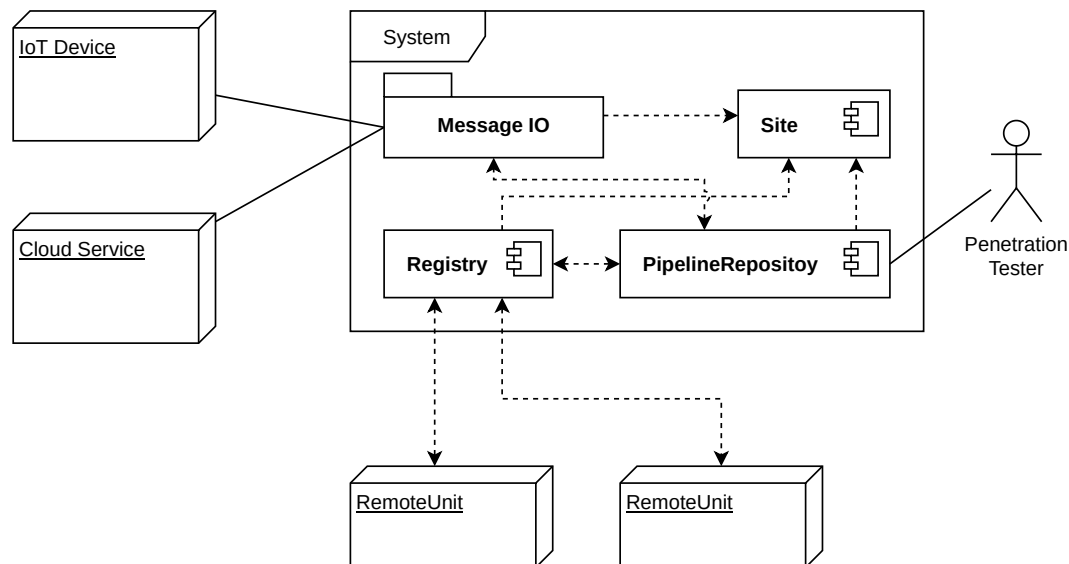 System
IoT Device
Message IO
Site
Cloud Service
Registry
PipelineRepositoy
Penetration
Tester
RemoteUnit
RemoteUnit